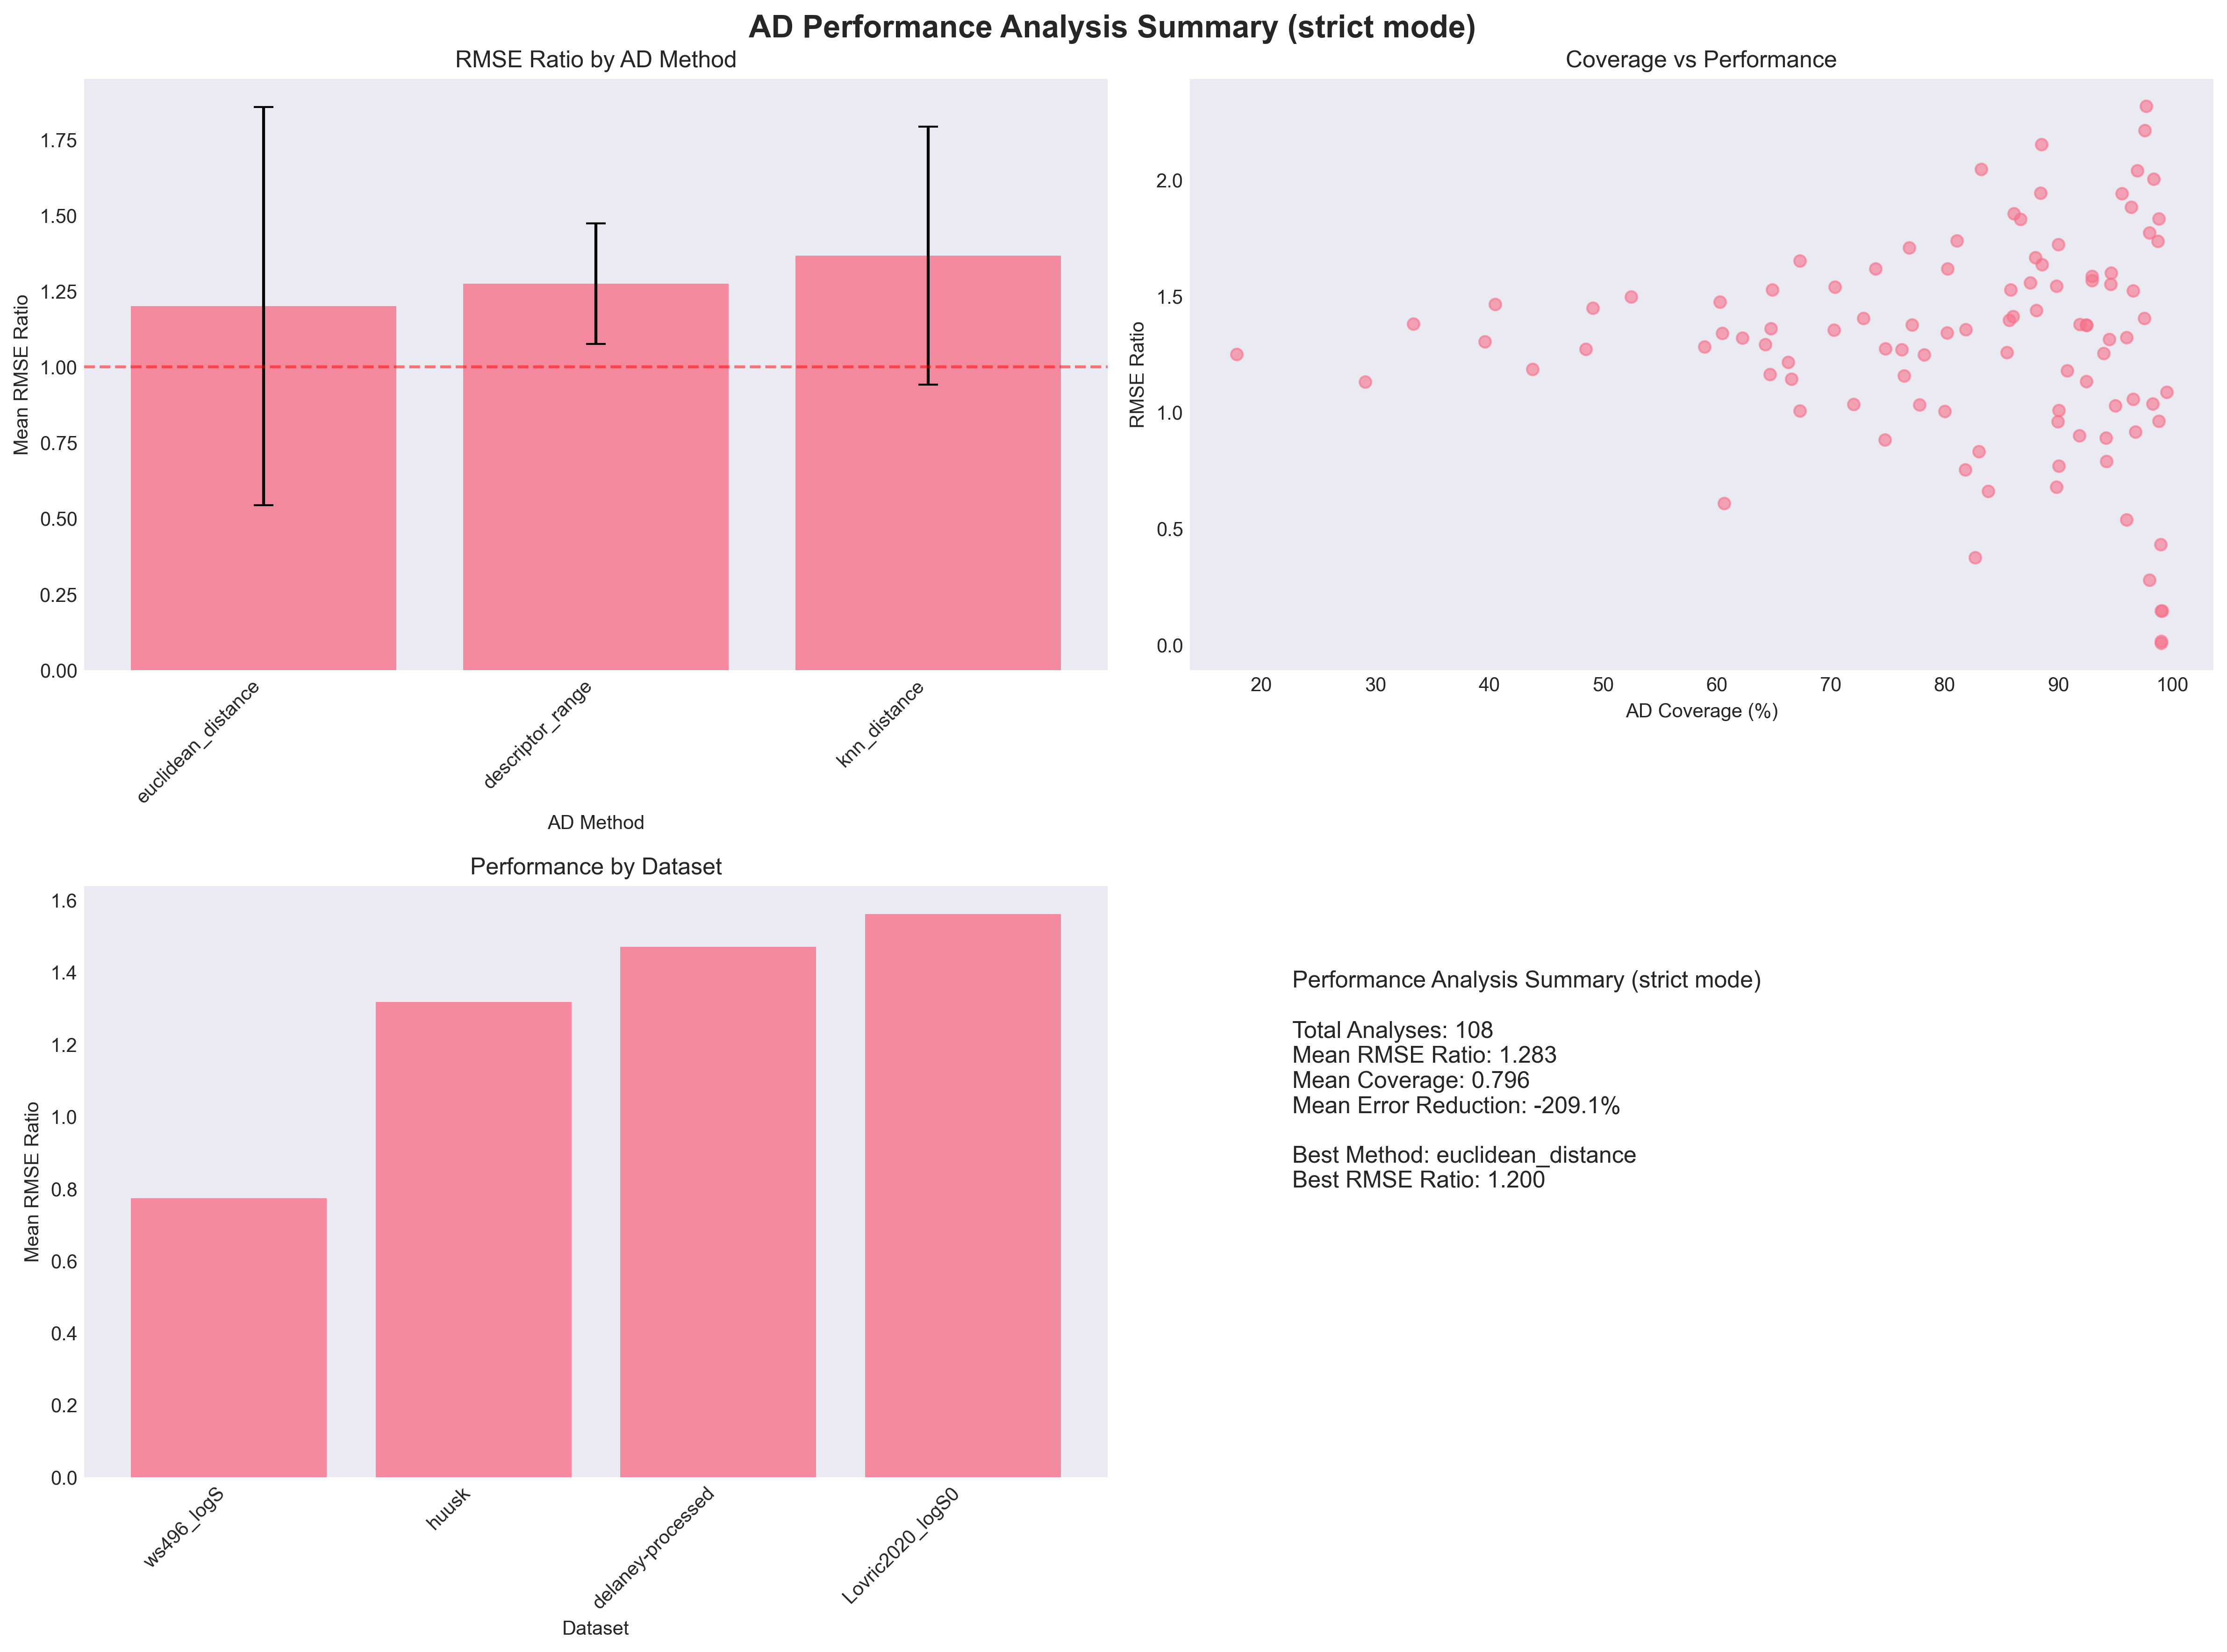 AD Performance Analysis Summary (strict mode)
RMSE Ratio by AD Method
Mean RMSE Ratio
1.75
1.50
1.25
1.00
0.75
0.50
0.25
0.00
euclidean_distance
descriptor_range
knn_distance
AD Method
Coverage vs Performance
RMSE Ratio
2.0
1.5
1.0
0.5
0.0
20 30 40 50 60 70 80 90 100
AD Coverage (%)
Performance by Dataset
Mean RMSE Ratio
1.6
1.4
1.2
1.0
0.8
0.6
0.4
0.2
0.0
ws496_logS
huusk
delaney-processed
Lovric2020_logS0
Dataset
Performance Analysis Summary (strict mode)
Total Analyses: 108
Mean RMSE Ratio: 1.283
Mean Coverage: 0.796
Mean Error Reduction: -209.1%
Best Method: euclidean_distance
Best RMSE Ratio: 1.200